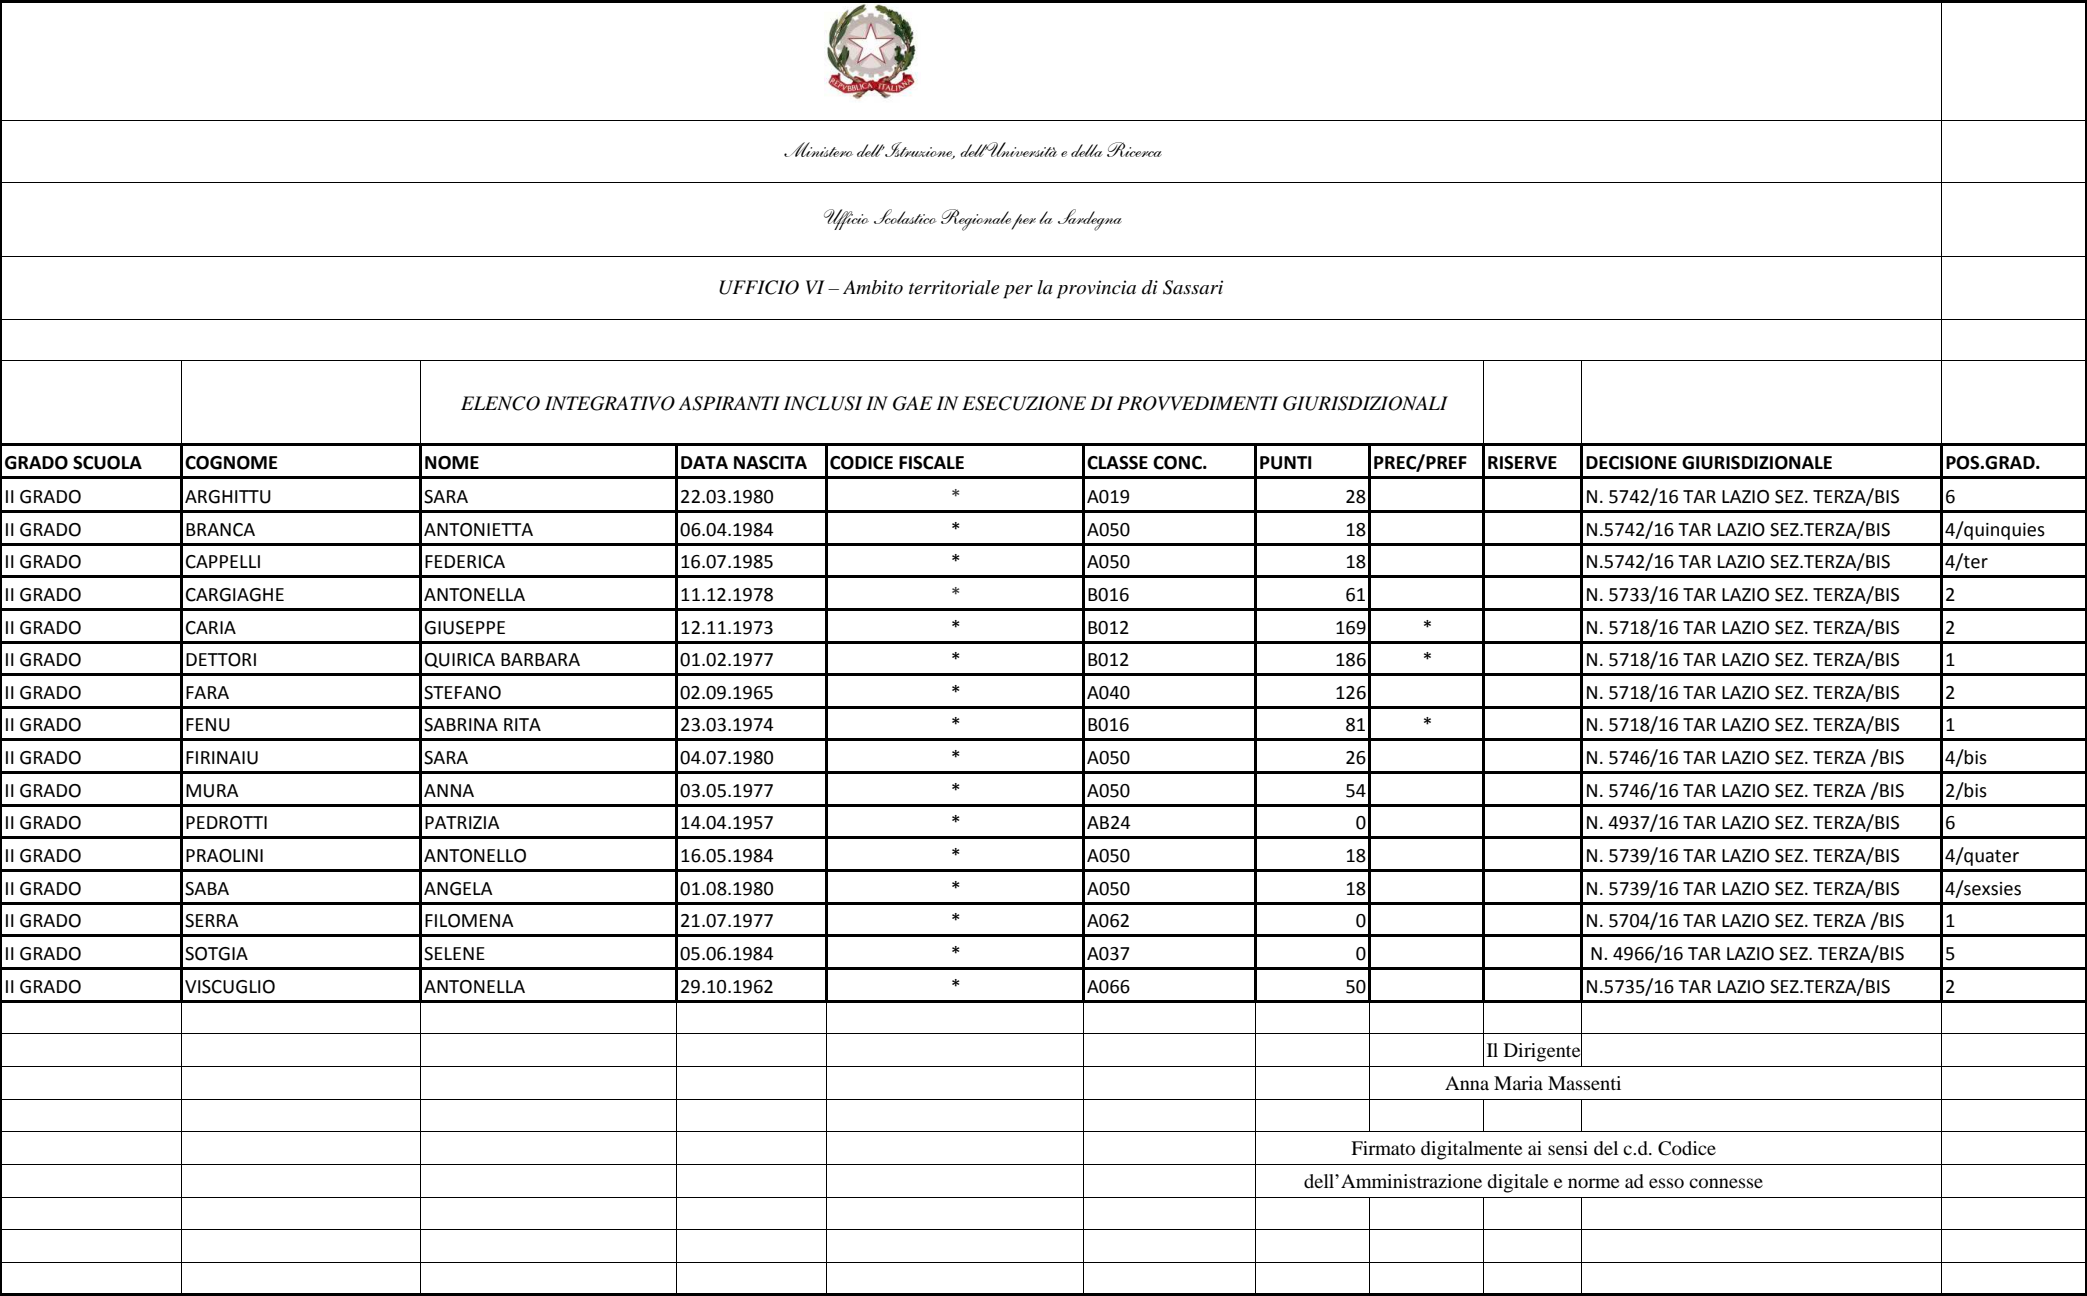 REPVBBLICA ITALIANA
Ministero dell'Istruzione, dell'Università e della Ricerca
Ufficio Scolastico Regionale per la Sardegna
UFFICIO VI – Ambito territoriale per la provincia di Sassari
ELENCO INTEGRATIVO ASPIRANTI INCLUSI IN GAE IN ESECUZIONE DI PROVVEDIMENTI GIURISDIZIONALI
GRADO SCUOLA COGNOME NOME DATA NASCITA CODICE FISCALE CLASSE CONC. PUNTI PREC/PREF RISERVE DECISIONE GIURISDIZIONALE POS.GRAD.
II GRADO ARGHITTU SARA 22.03.1980 * A019 28 N. 5742/16 TAR LAZIO SEZ. TERZA/BIS 6
II GRADO BRANCA ANTONIETTA 06.04.1984 * A050 18 N.5742/16 TAR LAZIO SEZ.TERZA/BIS 4/quinquies
II GRADO CAPPELLI FEDERICA 16.07.1985 * A050 18 N.5742/16 TAR LAZIO SEZ.TERZA/BIS 4/ter
II GRADO CARGIAGHE ANTONELLA 11.12.1978 * B016 61 N. 5733/16 TAR LAZIO SEZ. TERZA/BIS 2
II GRADO CARIA GIUSEPPE 12.11.1973 * B012 169 * N. 5718/16 TAR LAZIO SEZ. TERZA/BIS 2
II GRADO DETTORI QUIRICA BARBARA 01.02.1977 * B012 186 * N. 5718/16 TAR LAZIO SEZ. TERZA/BIS 1
II GRADO FARA STEFANO 02.09.1965 * A040 126 N. 5718/16 TAR LAZIO SEZ. TERZA/BIS 2
II GRADO FENU SABRINA RITA 23.03.1974 * B016 81 * N. 5718/16 TAR LAZIO SEZ. TERZA/BIS 1
II GRADO FIRINAIU SARA 04.07.1980 * A050 26 N. 5746/16 TAR LAZIO SEZ. TERZA /BIS 4/bis
II GRADO MURA ANNA 03.05.1977 * A050 54 N. 5746/16 TAR LAZIO SEZ. TERZA /BIS 2/bis
II GRADO PEDROTTI PATRIZIA 14.04.1957 * AB24 0 N. 4937/16 TAR LAZIO SEZ. TERZA/BIS 6
II GRADO PRAOLINI ANTONELLO 16.05.1984 * A050 18 N. 5739/16 TAR LAZIO SEZ. TERZA/BIS 4/quater
II GRADO SABA ANGELA 01.08.1980 * A050 18 N. 5739/16 TAR LAZIO SEZ. TERZA/BIS 4/sexsies
II GRADO SERRA FILOMENA 21.07.1977 * A062 0 N. 5704/16 TAR LAZIO SEZ. TERZA /BIS 1
II GRADO SOTGIA SELENE 05.06.1984 * A037 0 N. 4966/16 TAR LAZIO SEZ. TERZA/BIS 5
II GRADO VISCUGLIO ANTONELLA 29.10.1962 * A066 50 N.5735/16 TAR LAZIO SEZ.TERZA/BIS 2
Il Dirigente
Anna Maria Massenti
Firmato digitalmente ai sensi del c.d. Codice
dell'Amministrazione digitale e norme ad esso connesse